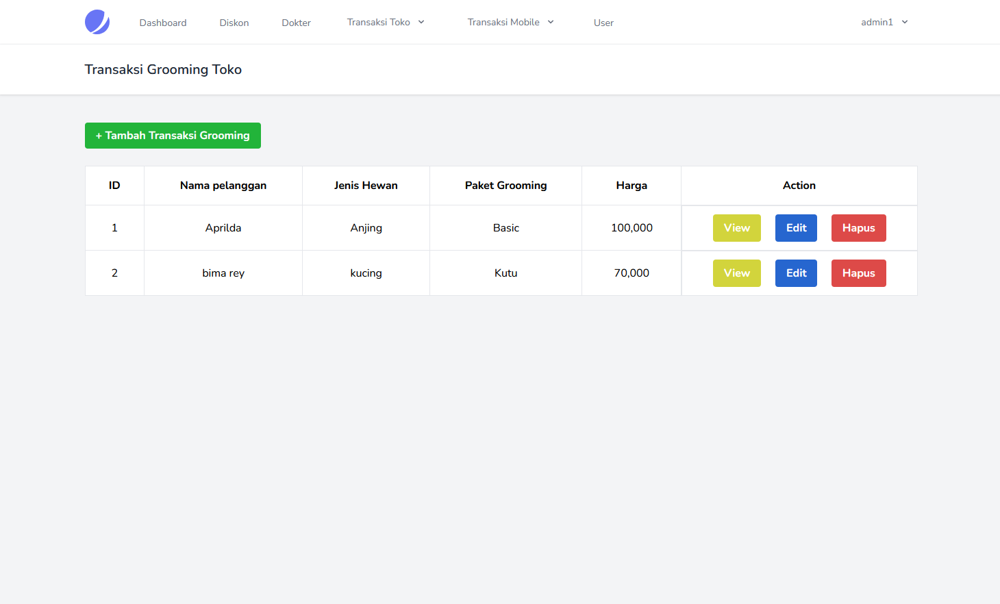 Dashboard Diskon Dokter Transaksi Toko Transaksi Mobile User admin1
Transaksi Grooming Toko
+ Tambah Transaksi Grooming
ID Nama pelanggan Jenis Hewan Paket Grooming Harga Action
1 Aprilda Anjing Basic 100,000 View Edit Hapus
2 bima rey kucing Kutu 70,000 View Edit Hapus